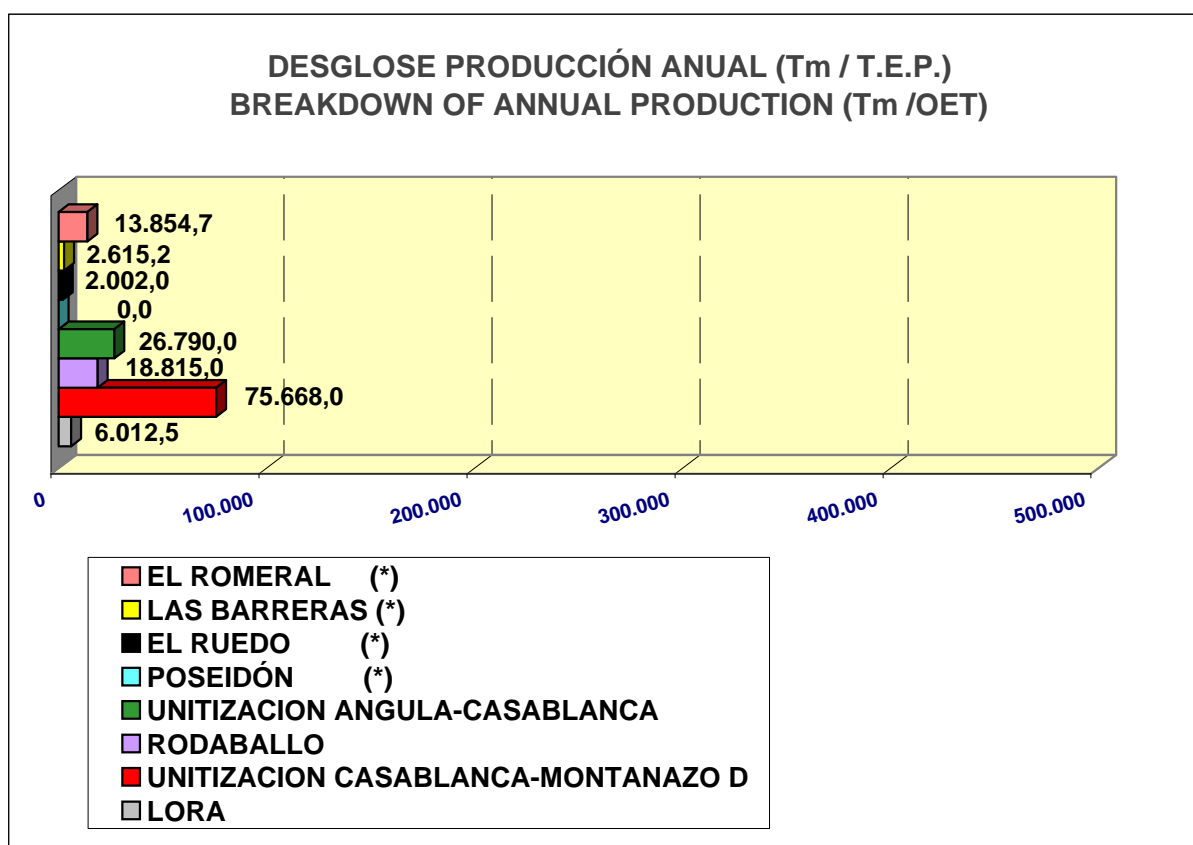 DESGLOSE PRODUCCIÓN ANUAL (Tm / T.E.P.)
BREAKDOWN OF ANNUAL PRODUCTION (Tm /OET)
13.854,7
2.615,2
2.002,0
0,0
26.790,0
18.815,0
75.668,0
6.012,5
0 100.000 200.000 300.000 400.000 500.000
EL ROMERAL (*)
LAS BARRERAS (*)
EL RUEDO (*)
POSEIDÓN (*)
UNITIZACION ANGULA-CASABLANCA
RODABALLO
UNITIZACION CASABLANCA-MONTANAZO D
LORA